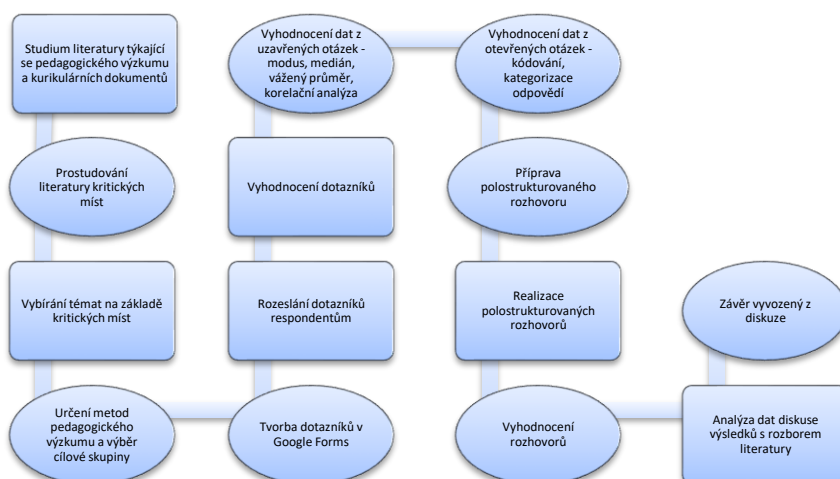 Studium literatury týkající
se pedagogického výzkumu
a kurikulárních dokumentů
Prostudování
literatury kritických
míst
Vybírání témat na základě
kritických míst
Určení metod
pedagogického
výzkumu a výběr
cílové skupiny
Tvorba dotazníků v
Google Forms
Rozeslání dotazníků
respondentům
Vyhodnocení dotazníků
Vyhodnocení dat z
uzavřených otázek -
modus, medián,
vážený průměr,
korelační analýza
Vyhodnocení dat z
otevřených otázek -
kódování,
kategorizace
odpovědí
Příprava
polostrukturovaného
rozhovoru
Realizace
polostrukturovaných
rozhovorů
Vyhodnocení
rozhovorů
Analýza dat diskuse
výsledků s rozborem
literatury
Závěr vyvozený z
diskuze